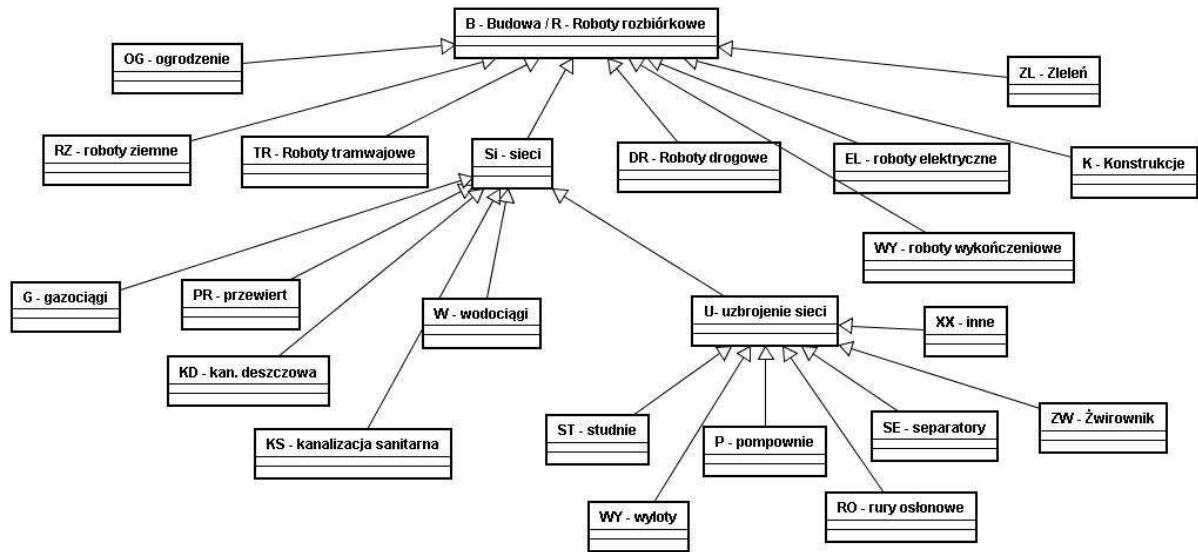 B - Budowa / R - Roboty rozbiórkowe
OG - ogrodzenie
ZL - Zleleń
RZ - roboty ziemne
TR - Roboty tramwajowe
Si - sieci
DR - Roboty drogowe
EL - roboty elektryczne
K - Konstrukcje
WY - roboty wykończeniowe
G - gazociągi
PR - przewiert
W - wodociągi
U- uzbrojenie sieci
XX - inne
KD - kan. deszczowa
KS - kanalizacja sanitarna
ST - studnie
P - pompownie
SE - separatory
ZW - Żwirownik
WY - wyloty
RO - rury osłonowe